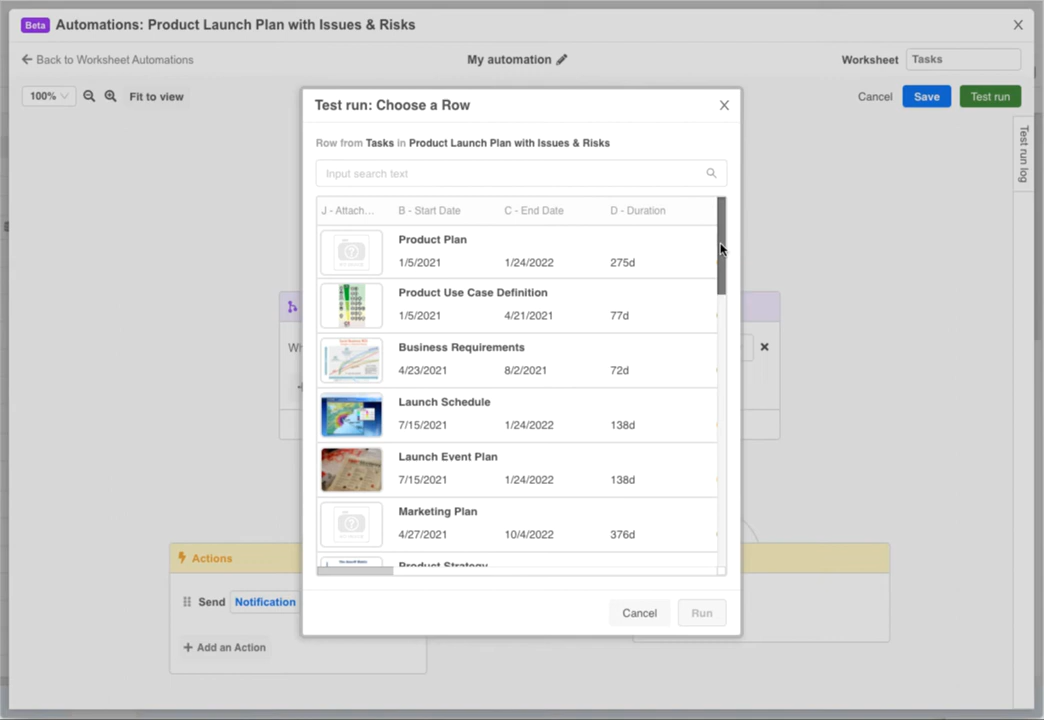 Beta Automations: Product Launch Plan with Issues & Risks
Back to Worksheet Automations
My automation
Worksheet Tasks
100%
Fit to view
Cancel Save Test run
Test run log
Test run: Choose a Row
Row from Tasks in Product Launch Plan with Issues & Risks
Input search text
J - Attach... B - Start Date C - End Date D - Duration
Product Plan
1/5/2021 1/24/2022 275d
Product Use Case Definition
1/5/2021 4/21/2021 77d
Business Requirements
4/23/2021 8/2/2021 72d
Launch Schedule
7/15/2021 1/24/2022 138d
Launch Event Plan
7/15/2021 1/24/2022 138d
Marketing Plan
4/27/2021 10/4/2022 376d
Product Strategy
Cancel Run
Actions
Send Notification
+ Add an Action